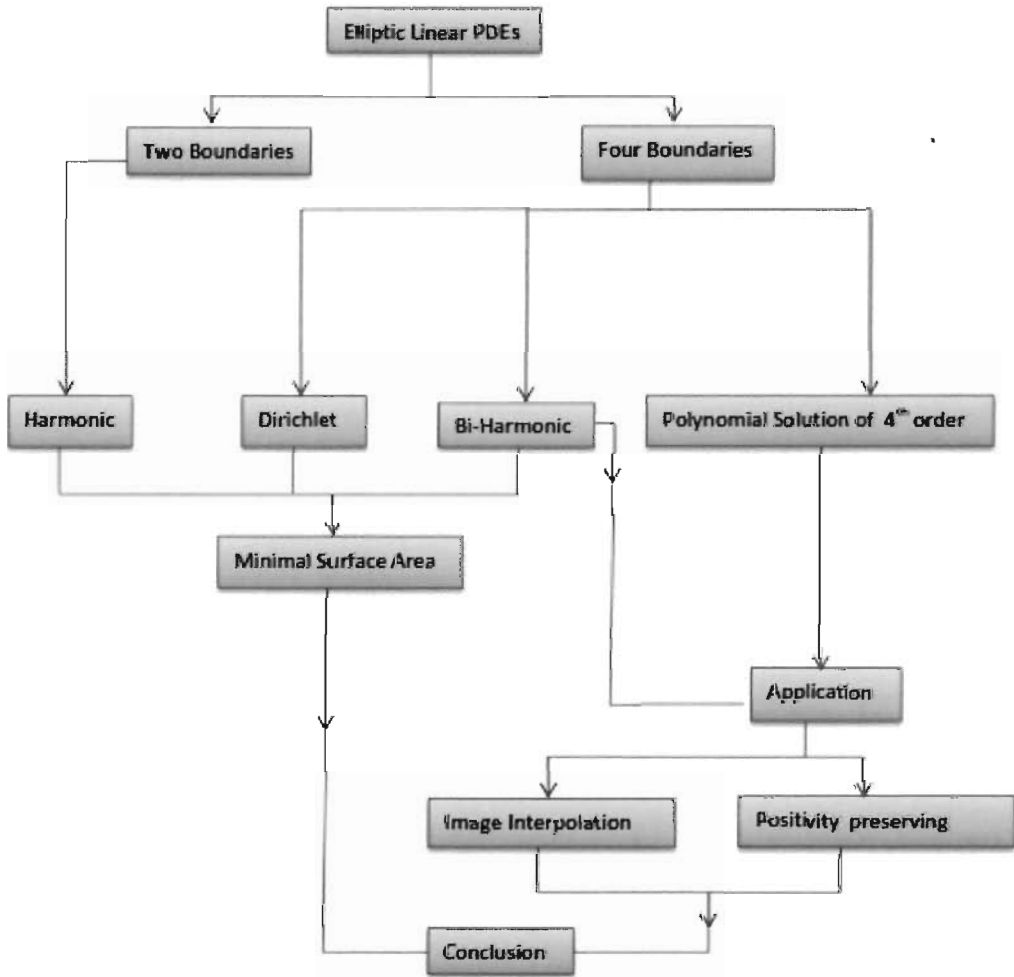 Elliptic Linear PDEs
Two Boundaries
Four Boundaries
Harmonic
Dirichlet
Bi-Harmonic
Polynomial Solution of 4th order
Minimal Surface Area
Application
Image Interpolation
Positivity preserving
Conclusion